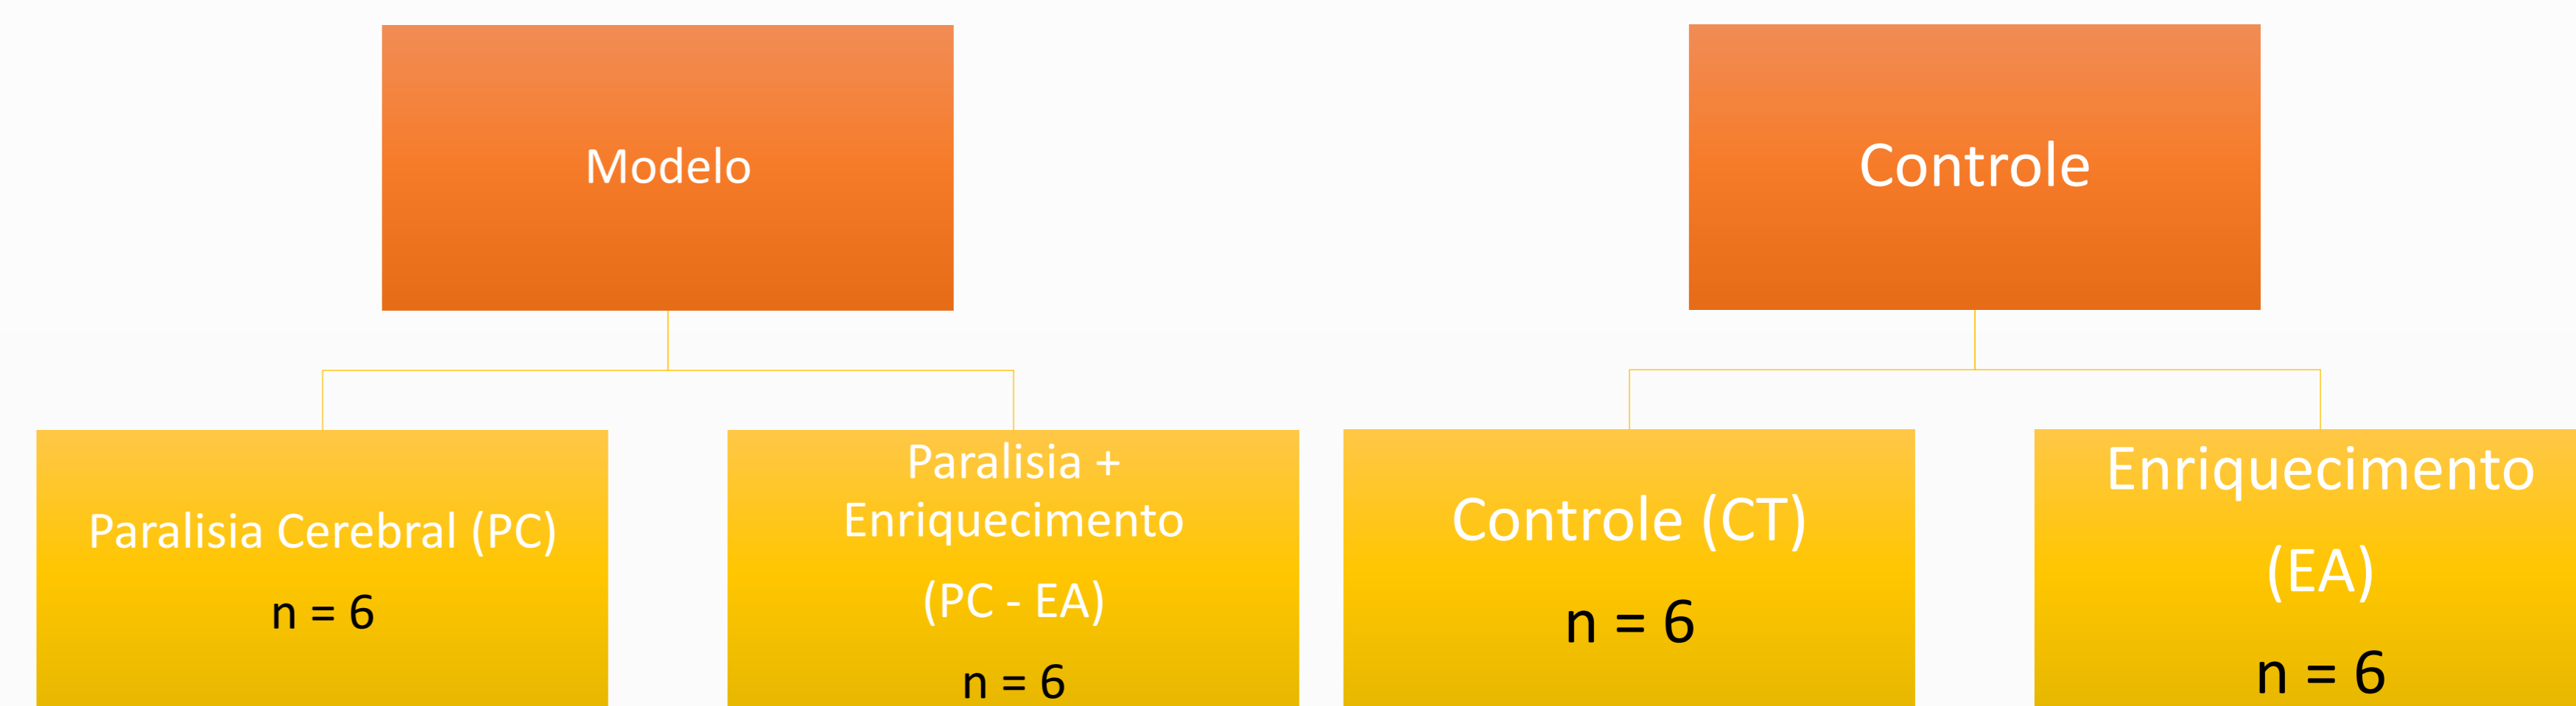 Modelo
Controle
Paralisia Cerebral (PC)
n = 6
Paralisia +
Enriquecimento
(PC - EA)
n = 6
Controle (CT)
n = 6
Enriquecimento
(EA)
n = 6